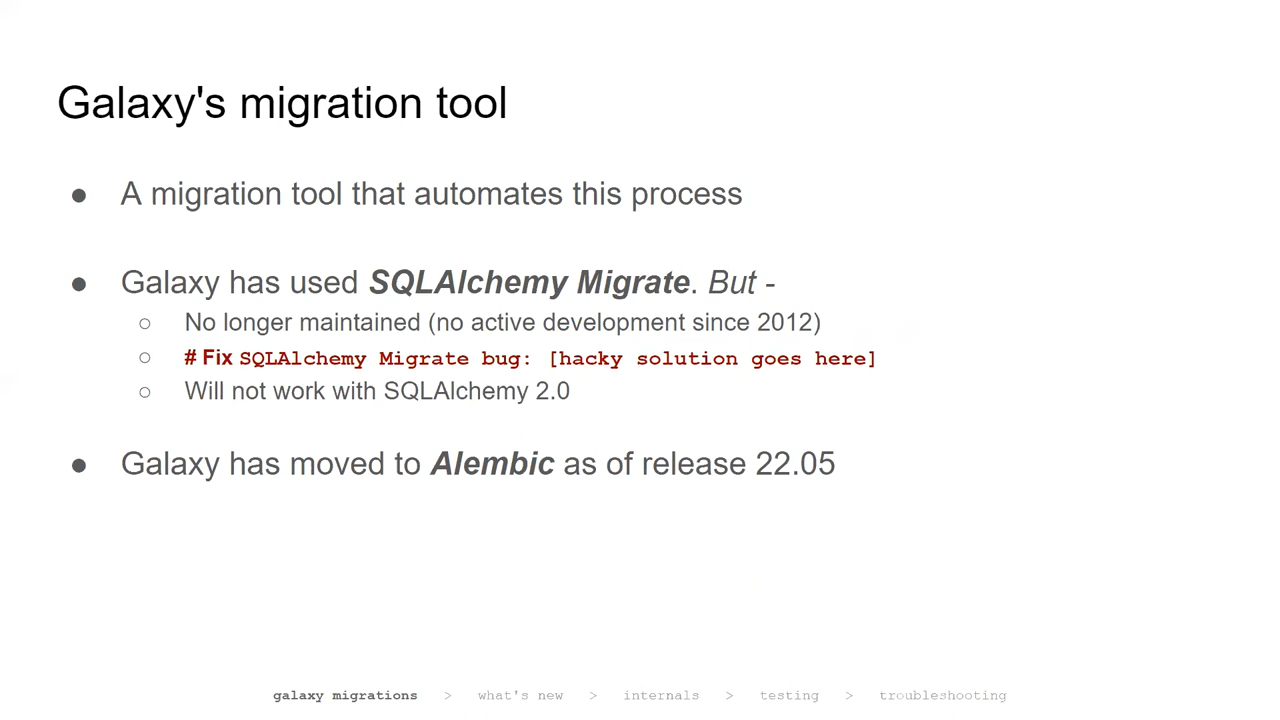 Galaxy's migration tool
● A migration tool that automates this process
● Galaxy has used SQLAlchemy Migrate. But -
○ No longer maintained (no active development since 2012)
○ # Fix SQLAlchemy Migrate bug: [hacky solution goes here]
○ Will not work with SQLAlchemy 2.0
● Galaxy has moved to Alembic as of release 22.05
galaxy migrations > what's new > internals > testing > troubleshooting